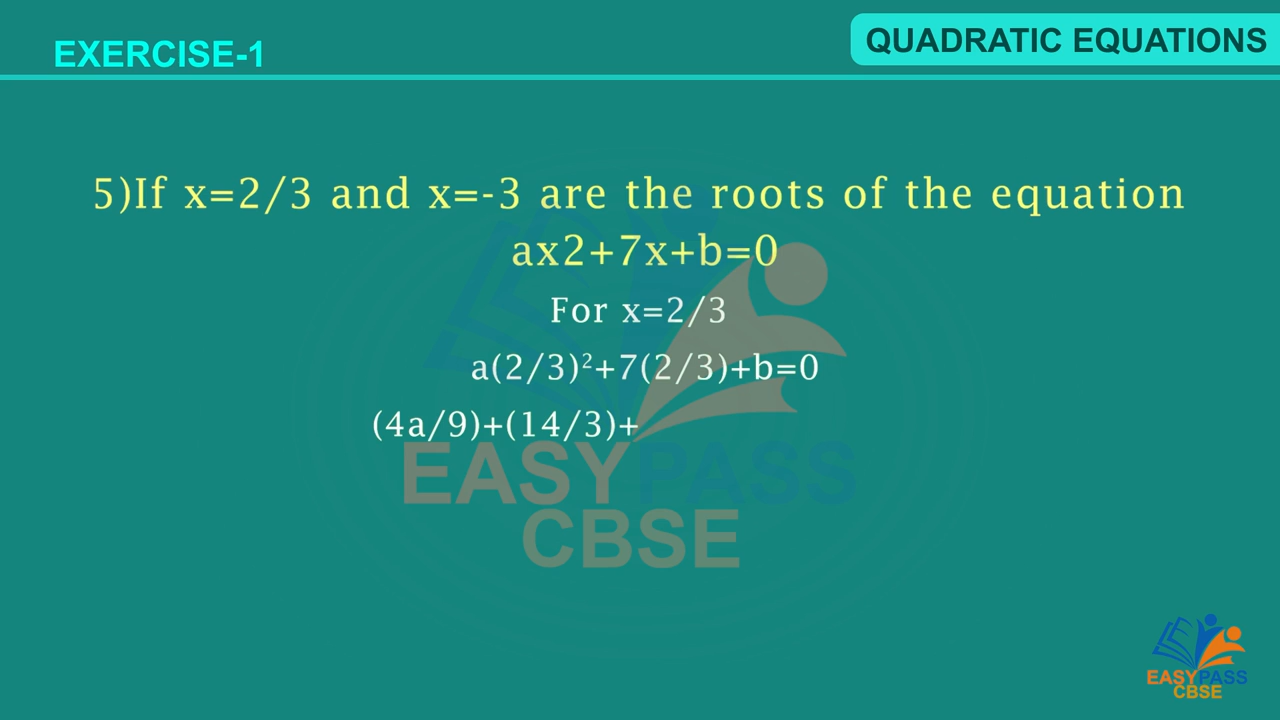 EXERCISE-1
QUADRATIC EQUATIONS
5)If x=2/3 and x=-3 are the roots of the equation
ax2+7x+b=0
For x=2/3
a(2/3)²+7(2/3)+b=0
(4a/9)+(14/3)+
EASYPASS
CBSE
EASYPASS
CBSE